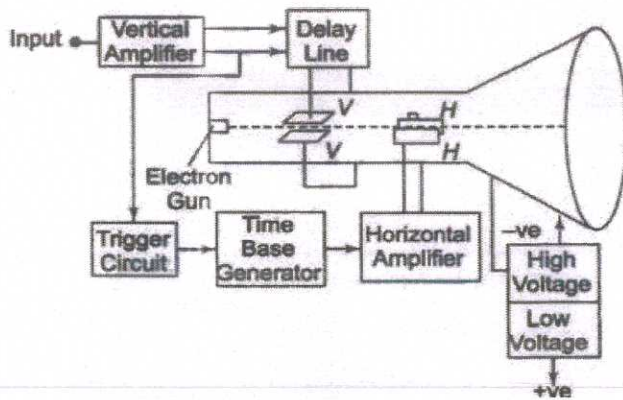 Input
Vertical
Amplifier
Delay
Line
V
V
H
H
Electron
Gun
Trigger
Circuit
Time
Base
Generator
Horizontal
Amplifier
–ve
High
Voltage
Low
Voltage
+ve